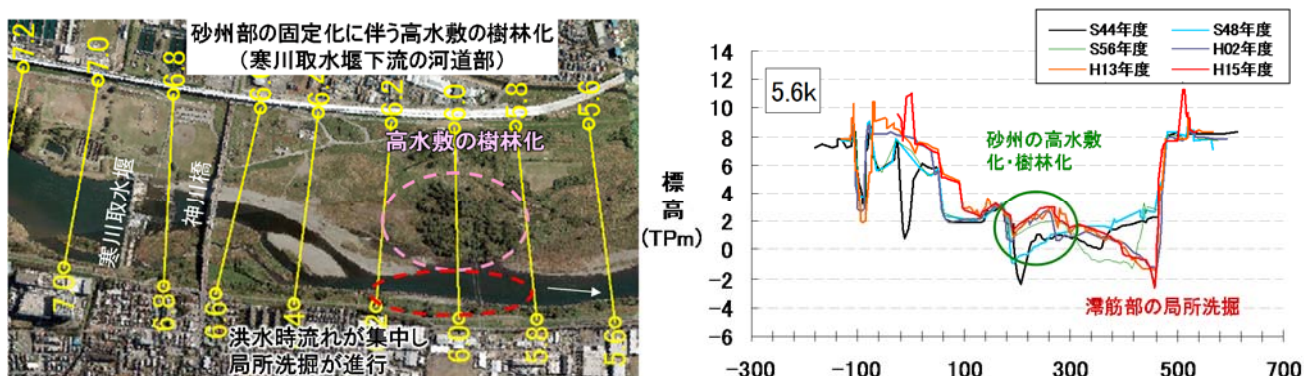 砂州部の固定化に伴う高水敷の樹林化
(寒川取水堰下流の河道部)
7.2
7.0
6.8
6.2
6.0
5.8
5.6
高水敷の樹林化
寒川取水堰
神川橋
7.0
6.8
6.6
6.0
5.8
5.6
洪水時流れが集中し
局所洗掘が進行
S44年度
S48年度
S56年度
H02年度
H13年度
H15年度
5.6k
砂州の高水敷
化・樹林化
澪筋部の局所洗掘
標高
(TPm)
14
12
10
8
6
4
2
0
-2
-4
-6
-300
-100
100
300
500
700